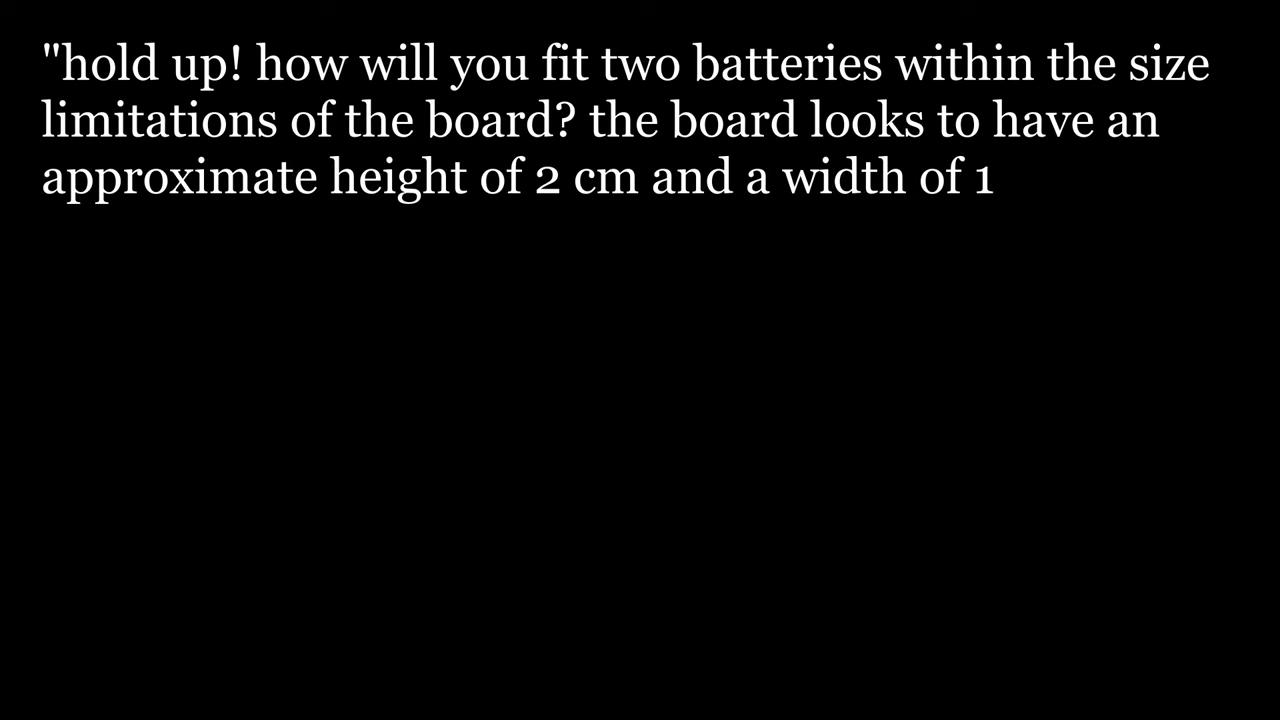 "hold up! how will you fit two batteries within the size
limitations of the board? the board looks to have an
approximate height of 2 cm and a width of 1